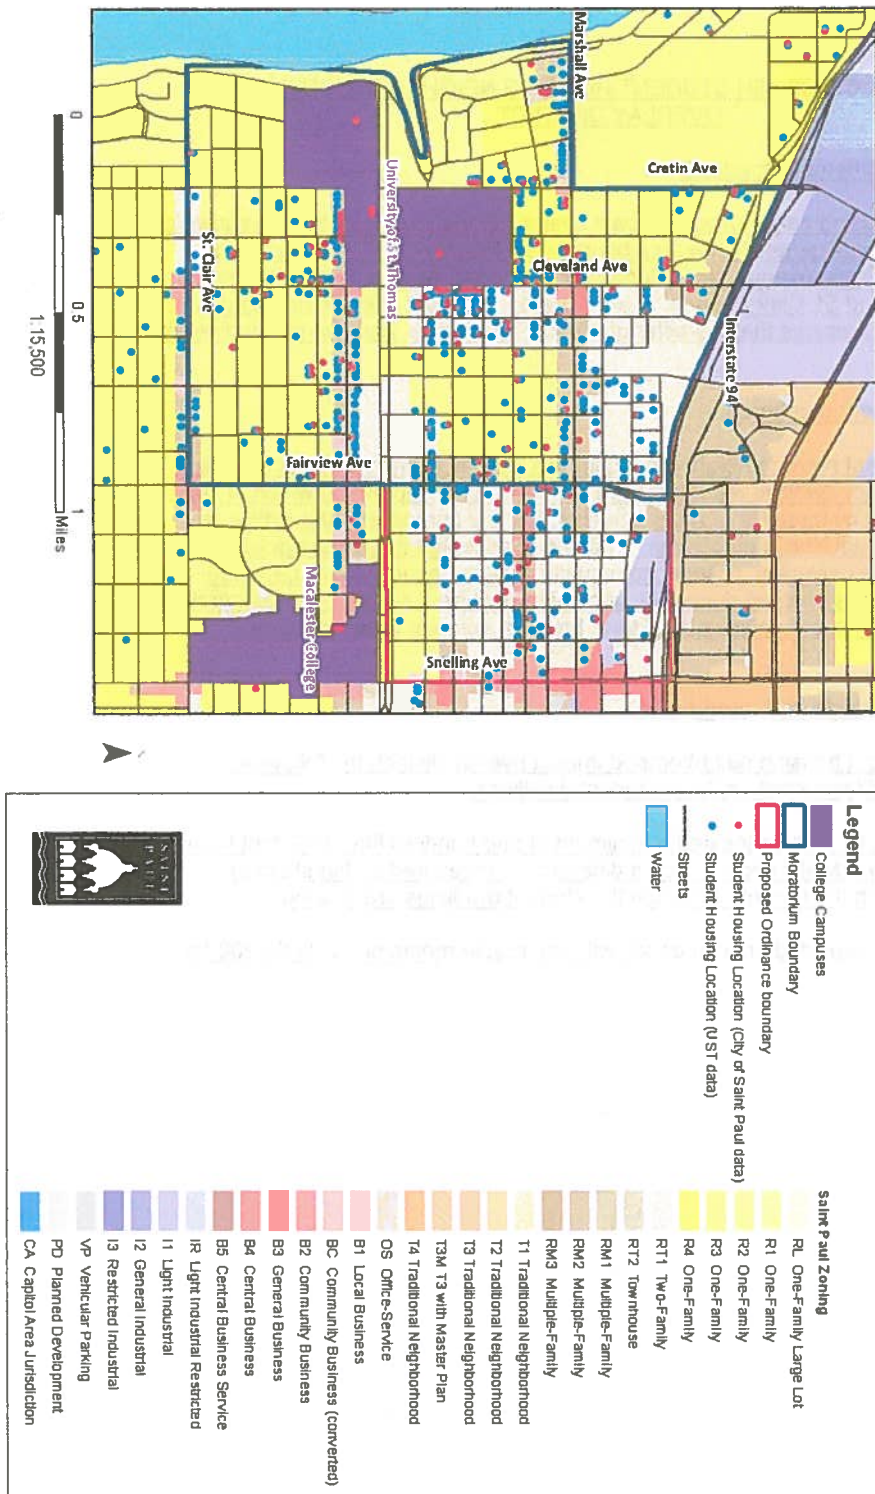 Marshall Ave
Cretin Ave
University of St Thomas
Cleveland Ave
St. Clair Ave
Interstate 94
Fairview Ave
Macalester College
Snelling Ave
0
0.5
1
Miles
1:15,500
Legend
College Campuses
Moratorium Boundary
Proposed Ordinance boundary
Student Housing Location (City of Saint Paul data)
Student Housing Location (UST data)
Streets
Water
SAINT
PAUL
Saint Paul Zoning
RL One-Family Large Lot
R1 One-Family
R2 One-Family
R3 One-Family
R4 One-Family
RT1 Two-Family
RT2 Townhouse
RM1 Multiple-Family
RM2 Multiple-Family
RM3 Multiple-Family
T1 Traditional Neighborhood
T2 Traditional Neighborhood
T3 Traditional Neighborhood
T3M T3 with Master Plan
T4 Traditional Neighborhood
OS Office-Service
B1 Local Business
BC Community Business (converted)
B2 Community Business
B3 General Business
B4 Central Business
B5 Central Business Service
IR Light Industrial Restricted
I1 Light Industrial
I2 General Industrial
I3 Restricted Industrial
VP Vehicular Parking
PD Planned Development
CA Capitol Area Jurisdiction